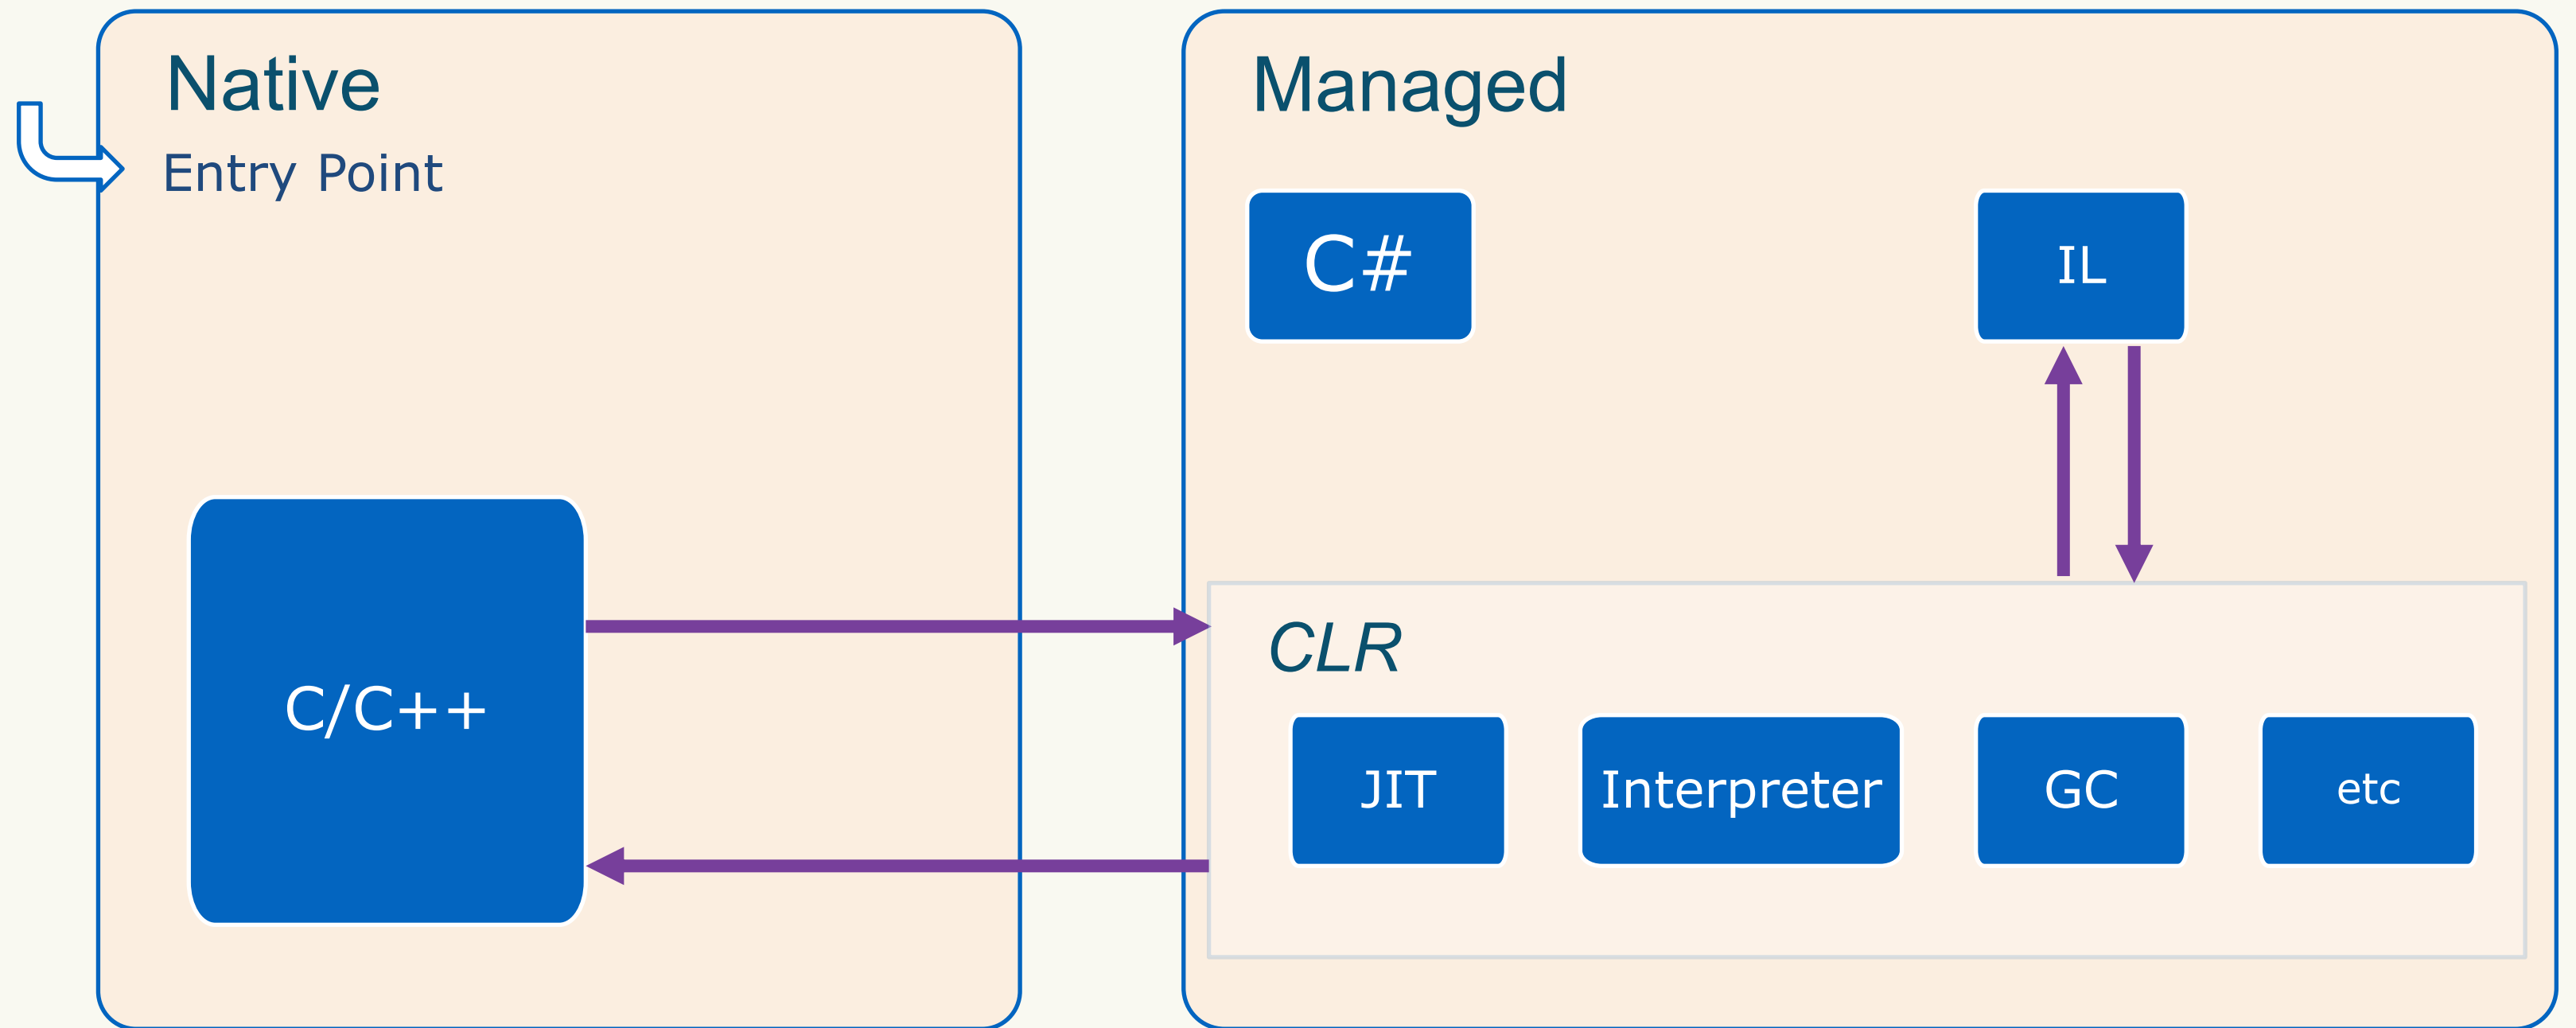 Native
Entry Point
C/C++
Managed
C#
IL
CLR
JIT
Interpreter
GC
etc